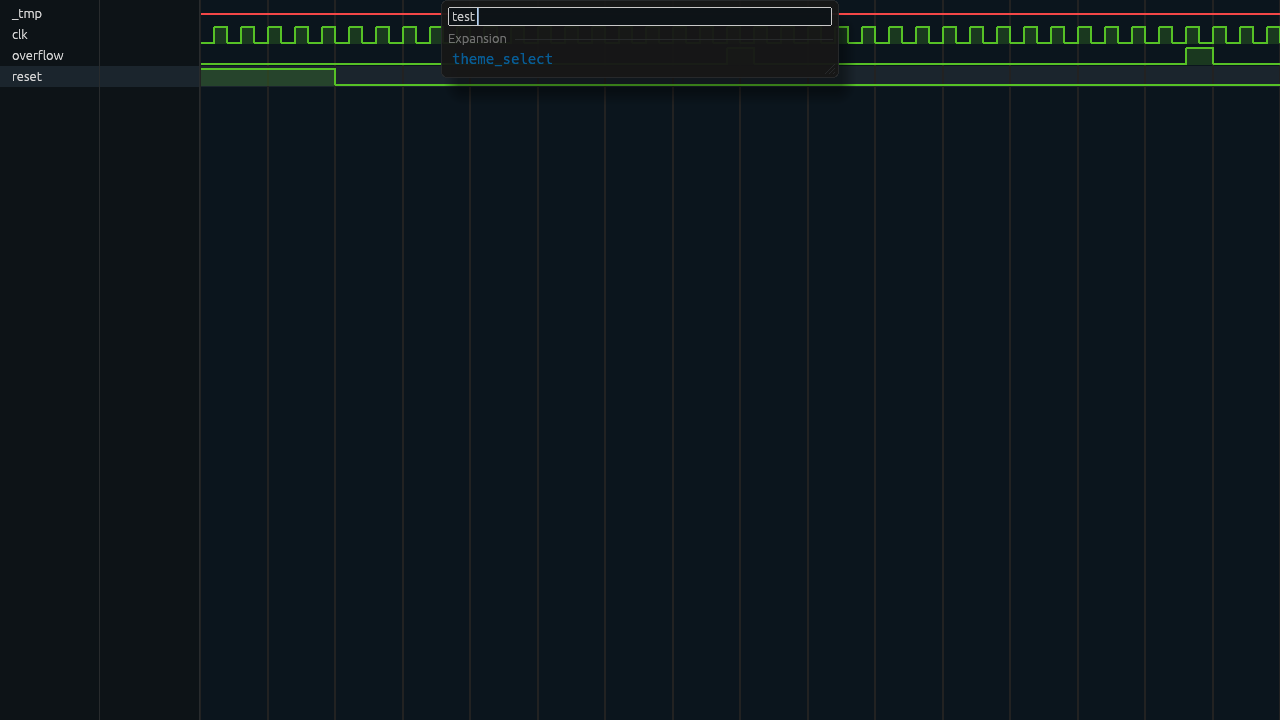 _tmp
clk
overflow
reset
test
Expansion
theme_select